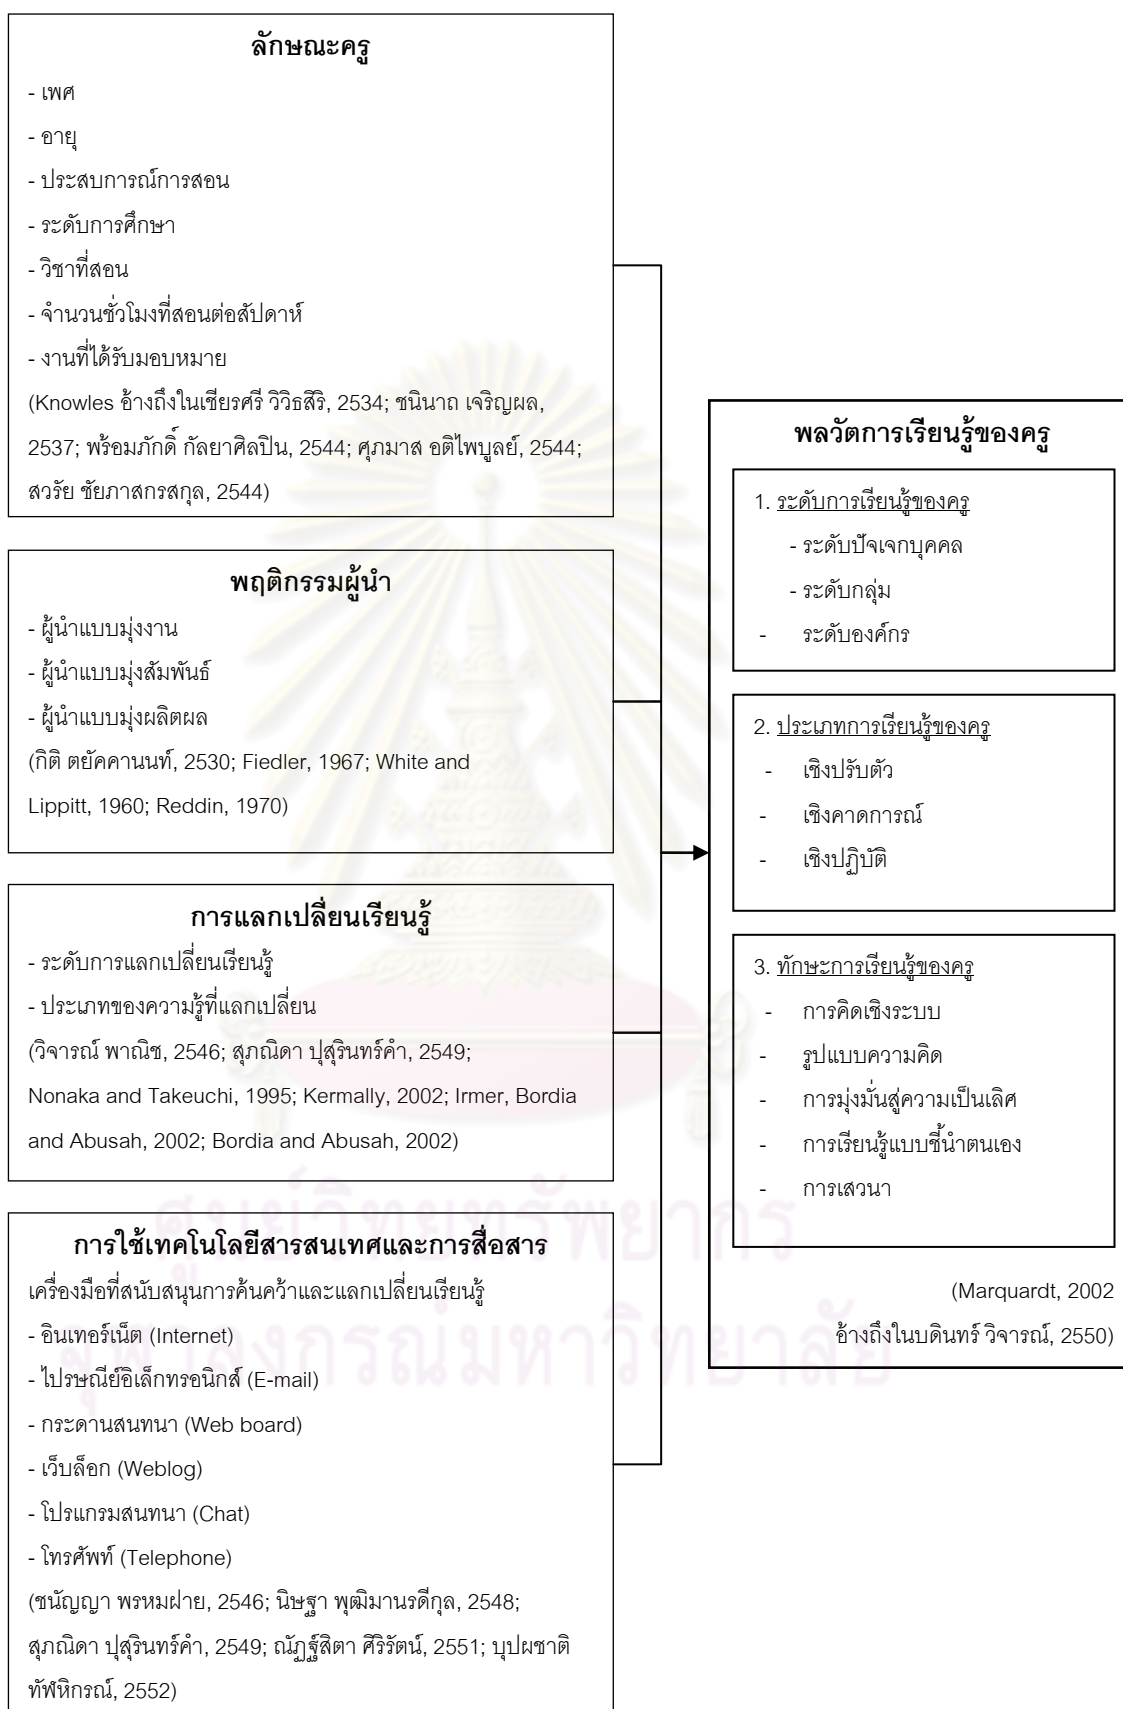 ลักษณะครู
- เพศ
- อายุ
- ประสบการณ์การสอน
- ระดับการศึกษา
- วิชาที่สอน
- จำนวนชั่วโมงที่สอนต่อสัปดาห์
- งานที่ได้รับมอบหมาย
(Knowles อ้างถึงในเชียรศรี วิวิธสิริ, 2534; ชนินาถ เจริญผล,
2537; พร้อมภักดิ์ กัลยาศิลปิน, 2544; ศุภมาส อติไพบูลย์, 2544;
สวรัย ชัยภาสกรสกุล, 2544)
พฤติกรรมผู้นำ
- ผู้นำแบบมุ่งงาน
- ผู้นำแบบมุ่งสัมพันธ์
- ผู้นำแบบมุ่งผลิตผล
(กิติ ตยัคคานนท์, 2530; Fiedler, 1967; White and
Lippitt, 1960; Reddin, 1970)
การแลกเปลี่ยนเรียนรู้
- ระดับการแลกเปลี่ยนเรียนรู้
- ประเภทของความรู้ที่แลกเปลี่ยน
(วิจารณ์ พาณิช, 2546; สุภณิดา ปุสุรินทร์คำ, 2549;
Nonaka and Takeuchi, 1995; Kermally, 2002; Irmer, Bordia
and Abusah, 2002; Bordia and Abusah, 2002)
การใช้เทคโนโลยีสารสนเทศและการสื่อสาร
เครื่องมือที่สนับสนุนการค้นคว้าและแลกเปลี่ยนเรียนรู้
- อินเทอร์เน็ต (Internet)
- ไปรษณีย์อิเล็กทรอนิกส์ (E-mail)
- กระดานสนทนา (Web board)
- เว็บล็อก (Weblog)
- โปรแกรมสนทนา (Chat)
- โทรศัพท์ (Telephone)
(ชนัญญา พรหมฝาย, 2546; นิษฐา พุฒิมานรดีกุล, 2548;
สุภณิดา ปุสุรินทร์คำ, 2549; ณัฏฐ์สิตา ศิริรัตน์, 2551; บุปผชาติ
ทัฬหิกรณ์, 2552)
พลวัตการเรียนรู้ของครู
1. ระดับการเรียนรู้ของครู
- ระดับปัจเจกบุคคล
- ระดับกลุ่ม
- ระดับองค์กร
2. ประเภทการเรียนรู้ของครู
- เชิงปรับตัว
- เชิงคาดการณ์
- เชิงปฏิบัติ
3. ทักษะการเรียนรู้ของครู
- การคิดเชิงระบบ
- รูปแบบความคิด
- การมุ่งมั่นสู่ความเป็นเลิศ
- การเรียนรู้แบบชี้นำตนเอง
- การเสวนา
(Marquardt, 2002
อ้างถึงในบดินทร์ วิจารณ์, 2550)
ศูนย์วิทยทรัพยากร
จุฬาลงกรณ์มหาวิทยาลัย